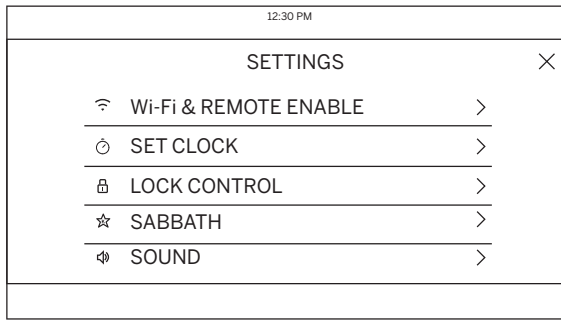 12:30 PM
SETTINGS
Wi-Fi & REMOTE ENABLE
SET CLOCK
LOCK CONTROL
SABBATH
SOUND